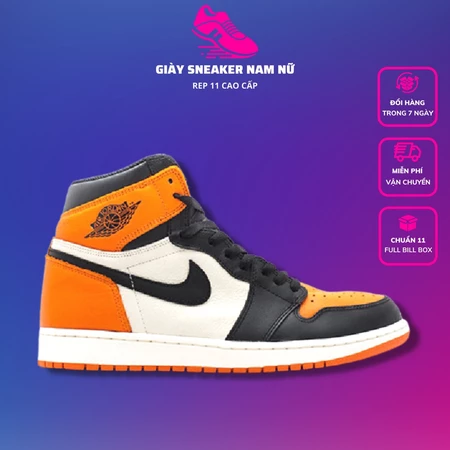 GIÀY SNEAKER NAM NỮ
REP 11 CAO CẤP
ĐỔI HÀNG
TRONG 7 NGÀY
MIỄN PHÍ
VẬN CHUYỂN
CHUẨN 11
FULL BILL BOX